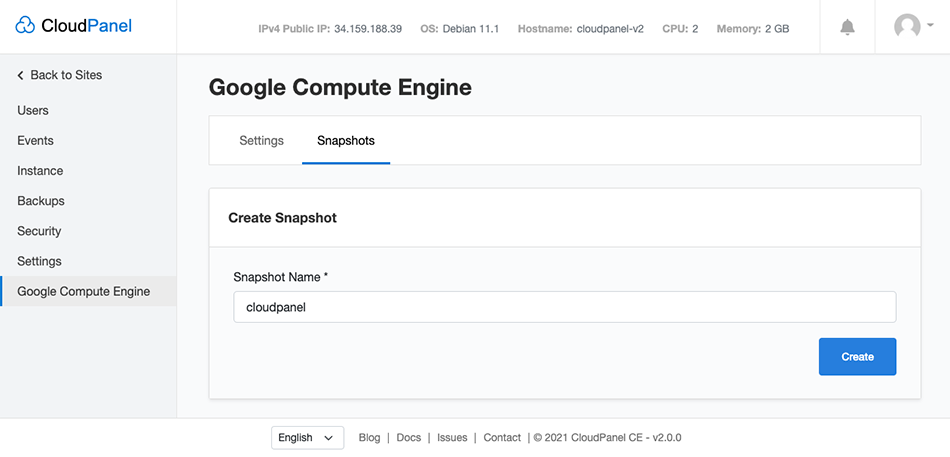 CloudPanel
IPv4 Public IP: 34.159.188.39 OS: Debian 11.1 Hostname: cloudpanel-v2 CPU: 2 Memory: 2 GB
Back to Sites
Users
Events
Instance
Backups
Security
Settings
Google Compute Engine
Google Compute Engine
Settings Snapshots
Create Snapshot
Snapshot Name *
cloudpanel
Create
English Blog | Docs | Issues | Contact | © 2021 CloudPanel CE - v2.0.0